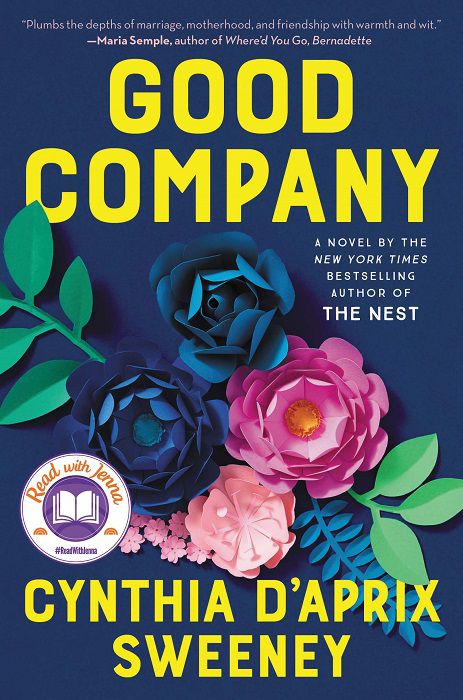 "Plumbs the depths of marriage, motherhood, and friendship with warmth and wit."
—Maria Semple, author of Where'd You Go, Bernadette
GOOD
COMPANY
A NOVEL BY THE
NEW YORK TIMES
BESTSELLING
AUTHOR OF
THE NEST
Read with Jenna
#ReadWithJenna
CYNTHIA D'APRIX
SWEENEY